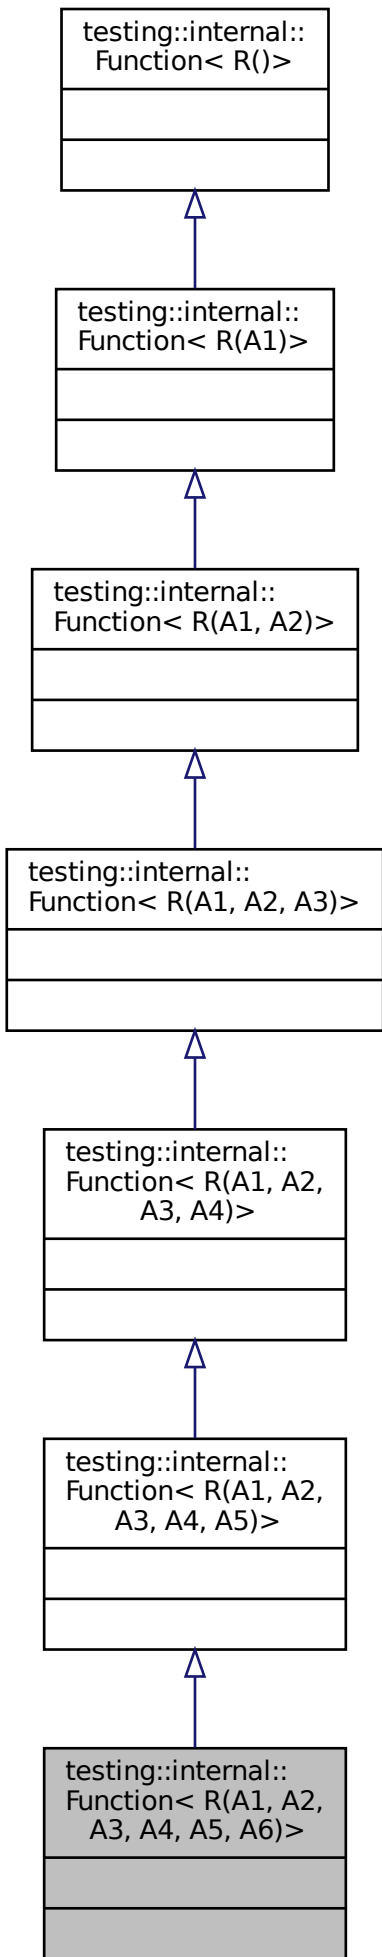 testing::internal::
Function< R()>
testing::internal::
Function< R(A1)>
testing::internal::
Function< R(A1, A2)>
testing::internal::
Function< R(A1, A2, A3)>
testing::internal::
Function< R(A1, A2,
A3, A4)>
testing::internal::
Function< R(A1, A2,
A3, A4, A5)>
testing::internal::
Function< R(A1, A2,
A3, A4, A5, A6)>